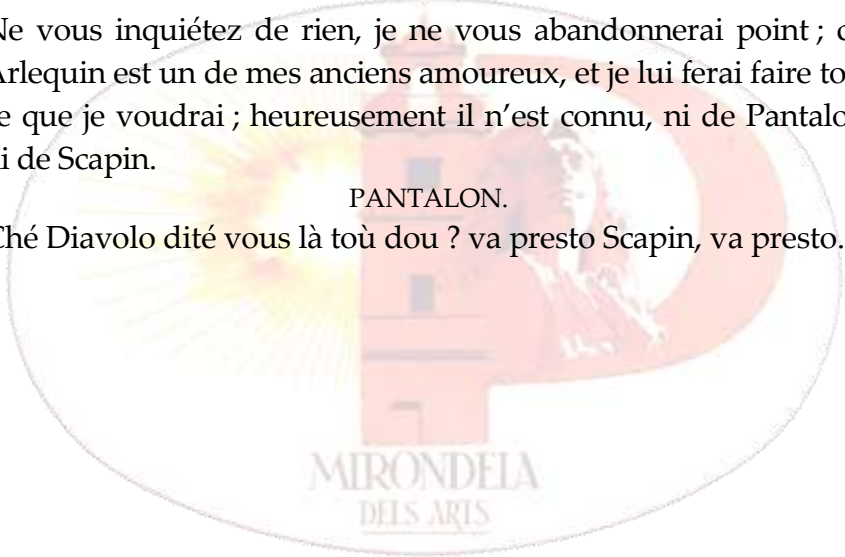 Ne vous inquiétez de rien, je ne vous abandonnerai point ;
Arlequin est un de mes anciens amoureux, et je lui ferai faire
que je voudrai ; heureusement il n'est connu, ni de
de Scapin.
PANTALON.
Ché Diavolo dité vous là toù dou ? va presto Scapin, va presto.
MIRONDELA
DELS ARTS